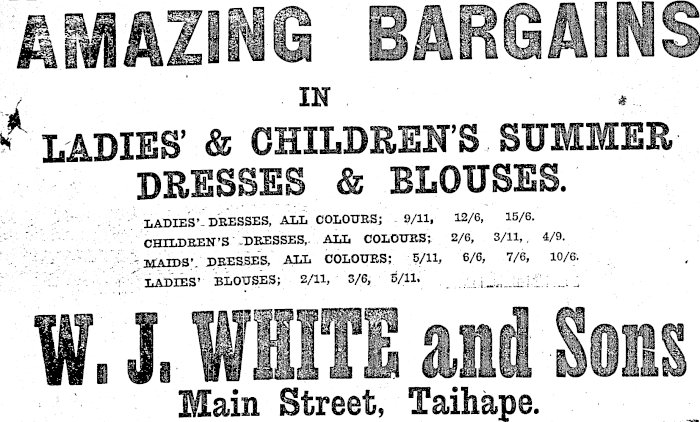 AMAZING BARGAINS
IN
LADIES' & CHILDREN'S SUMMER
DRESSES & BLOUSES.
LADIES' DRESSES, ALL COLOURS; 9/11, 12/6, 15/6.
CHILDREN'S DRESSES, ALL COLOURS; 2/6, 3/11, 4/9.
MAIDS' DRESSES, ALL COLOURS; 5/11, 6/6, 7/6, 10/6.
LADIES' BLOUSES; 2/11, 3/6, 5/11.
W. J. WHITE and Sons
Main Street, Taihape.